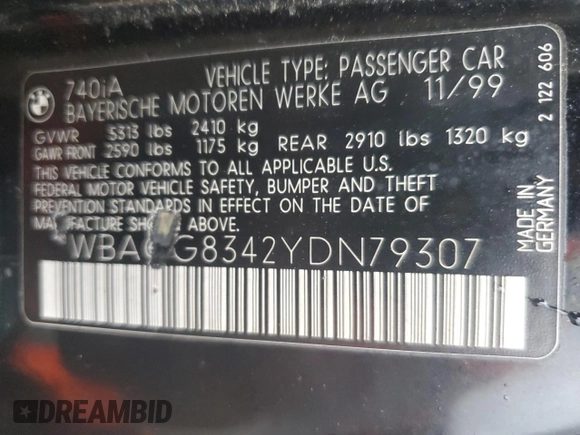 740iA VEHICLE TYPE: PASSENGER CAR
BAYERISCHE MOTOREN WERKE AG 11/99
GVWR 5313 lbs 2410 kg
GAWR FRONT 2590 lbs 1175 kg REAR 2910 lbs 1320 kg
THIS VEHICLE CONFORMS TO ALL APPLICABLE U.S.
FEDERAL MOTOR VEHICLE SAFETY, BUMPER AND THEFT
PREVENTION STANDARDS IN EFFECT ON THE DATE OF
MANUFACTURE SHOWN ABOVE.
MADE IN GERMANY
2 122 606
DREAMBID